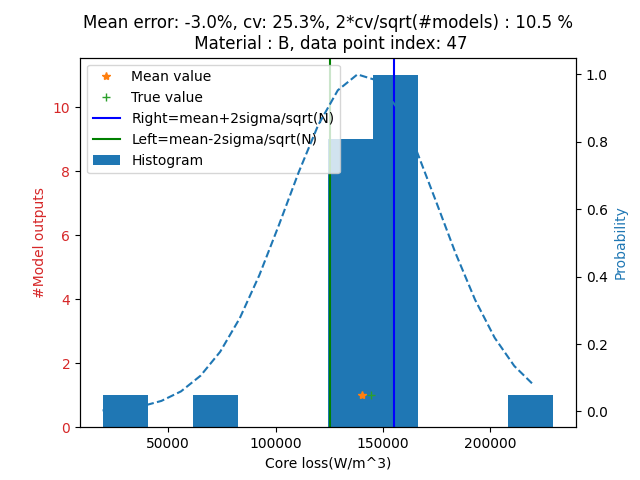 Mean error: -3.0%, cv: 25.3%, 2*cv/sqrt(#models) : 10.5 %
Material : B, data point index: 47
Mean value
True value
Right=mean+2sigma/sqrt(N)
Left=mean-2sigma/sqrt(N)
Histogram
#Model outputs
10
8
6
4
2
0
1.0
0.8
0.6
0.4
0.2
0.0
Probability
50000 100000 150000 200000
Core loss(W/m^3)